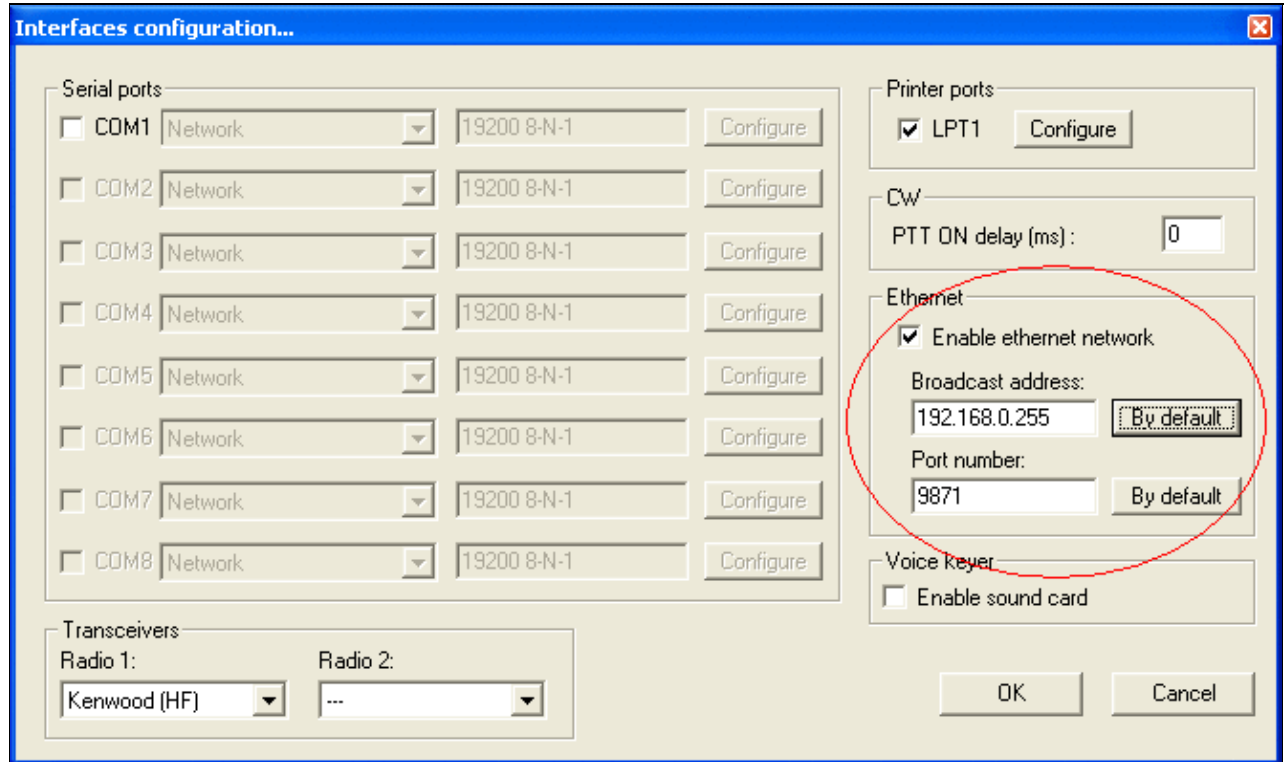 Interfaces configuration...
Serial ports
COM1 Network 19200 8-N-1 Configure
COM2 Network 19200 8-N-1 Configure
COM3 Network 19200 8-N-1 Configure
COM4 Network 19200 8-N-1 Configure
COM5 Network 19200 8-N-1 Configure
COM6 Network 19200 8-N-1 Configure
COM7 Network 19200 8-N-1 Configure
COM8 Network 19200 8-N-1 Configure
Transceivers
Radio 1: Radio 2:
Kenwood (HF) ---
Printer ports
LPT1 Configure
CW
PTT ON delay (ms) : 0
Ethernet
Enable ethernet network
Broadcast address:
192.168.0.255 By default
Port number:
9871 By default
Voice keyer
Enable sound card
OK Cancel